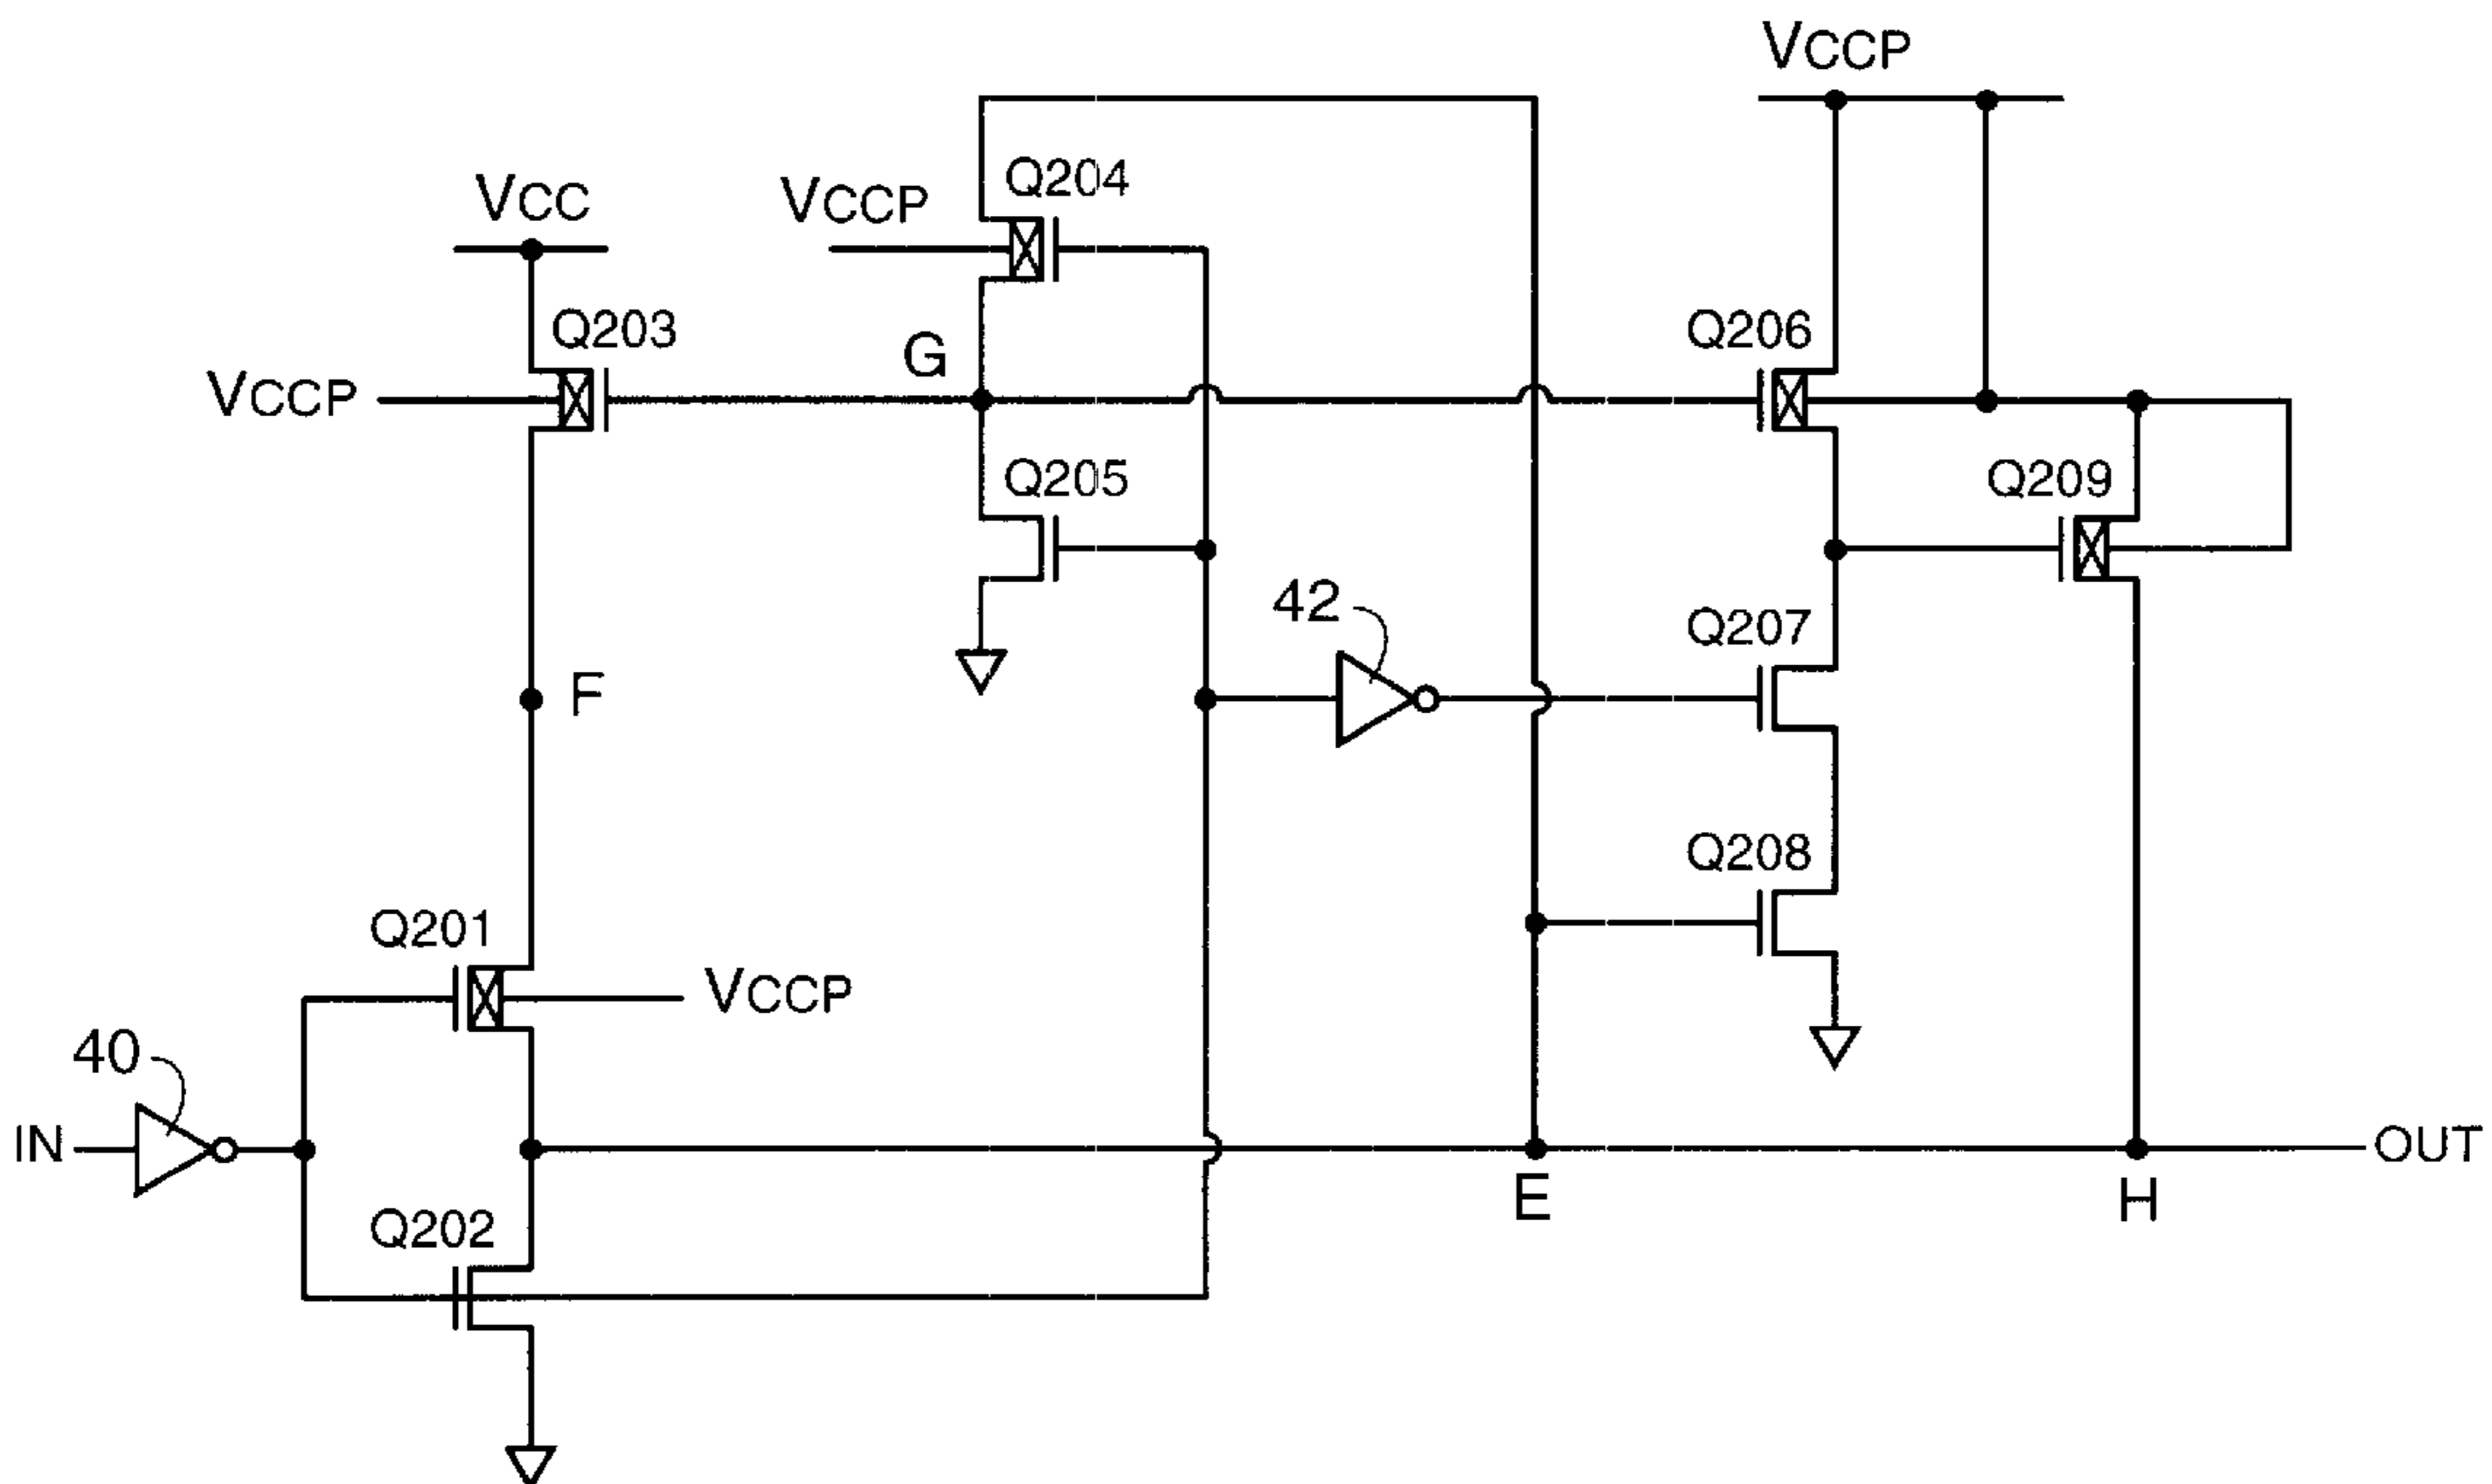 VCCP
VCC
VCCP
Q204
Q203
VCCP
G
Q206
Q205
Q209
42
Q207
F
Q208
Q201
VCCP
40
IN
OUT
E
H
Q202